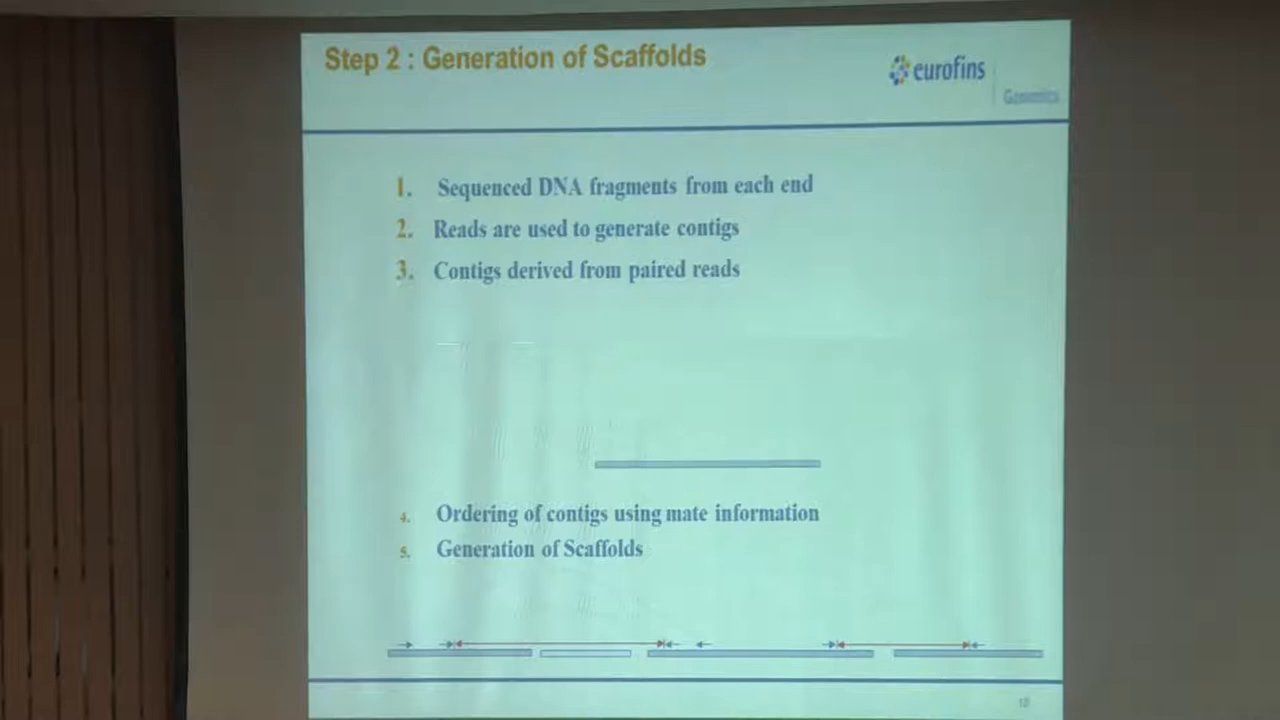 Step 2 : Generation of Scaffolds
eurofins
Genomics
1. Sequenced DNA fragments from each end
2. Reads are used to generate contigs
3. Contigs derived from paired reads
4. Ordering of contigs using mate information
5. Generation of Scaffolds